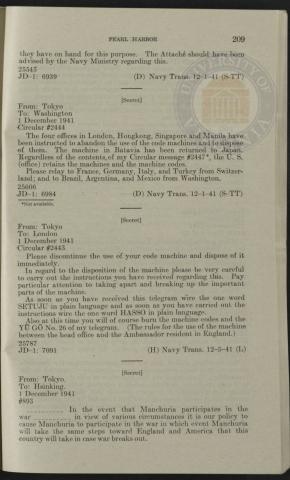 PEARL HARBOR 209
they have on hand for this purpose. The Attaché should have been
advised by the Navy Ministry regarding this.
25545
JD-1: 6939 (D) Navy Trans. 12-1-41 (S-TT)
[Secret]
From: Tokyo
To: Washington
1 December 1941
Circular #2444
The four offices in London, Hongkong, Singapore and Manila have
been instructed to abandon the use of the code machines and to dispose
of them. The machine in Batavia has been returned to Japan.
Regardless of the contents of my Circular message #2447*, the U. S.
(office) retains the machines and the machine codes.
Please relay to France, Germany, Italy, and Turkey from Switzer-
land; and to Brazil, Argentina, and Mexico from Washington.
25606
JD-1: 6984 (D) Navy Trans. 12-1-41 (S-TT)
*Not available.
[Secret]
From: Tokyo
To: London
1 December 1941
Circular #2443
Please discontinue the use of your code machine and dispose of it
immediately.
In regard to the disposition of the machine please be very careful
to carry out the instructions you have received regarding this. Pay
particular attention to taking apart and breaking up the important
parts of the machine.
As soon as you have received this telegram wire the one word
SETUJU in plain language and as soon as you have carried out the
instructions wire the one word HASSO in plain language.
Also at this time you will of course burn the machine codes and the
YŪ GŌ No. 26 of my telegram. (The rules for the use of the machine
between the head office and the Ambassador resident in England.)
25787
JD-1: 7091 (H) Navy Trans. 12-5-41 (L)
[Secret]
From: Tokyo.
To: Hsinking.
1 December 1941
#893
............ In the event that Manchuria participates in the
war ............ in view of various circumstances it is our policy to
cause Manchuria to participate in the war in which event Manchuria
will take the same steps toward England and America that this
country will take in case war breaks out.